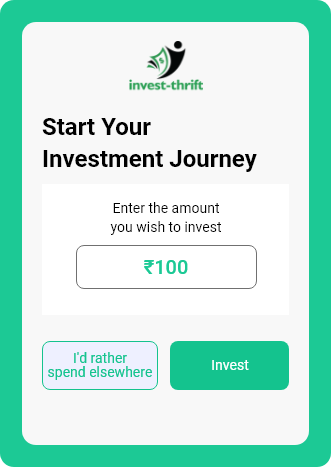 invest-thrift
Start Your
Investment Journey
Enter the amount
you wish to invest
₹100
I'd rather
spend elsewhere
Invest